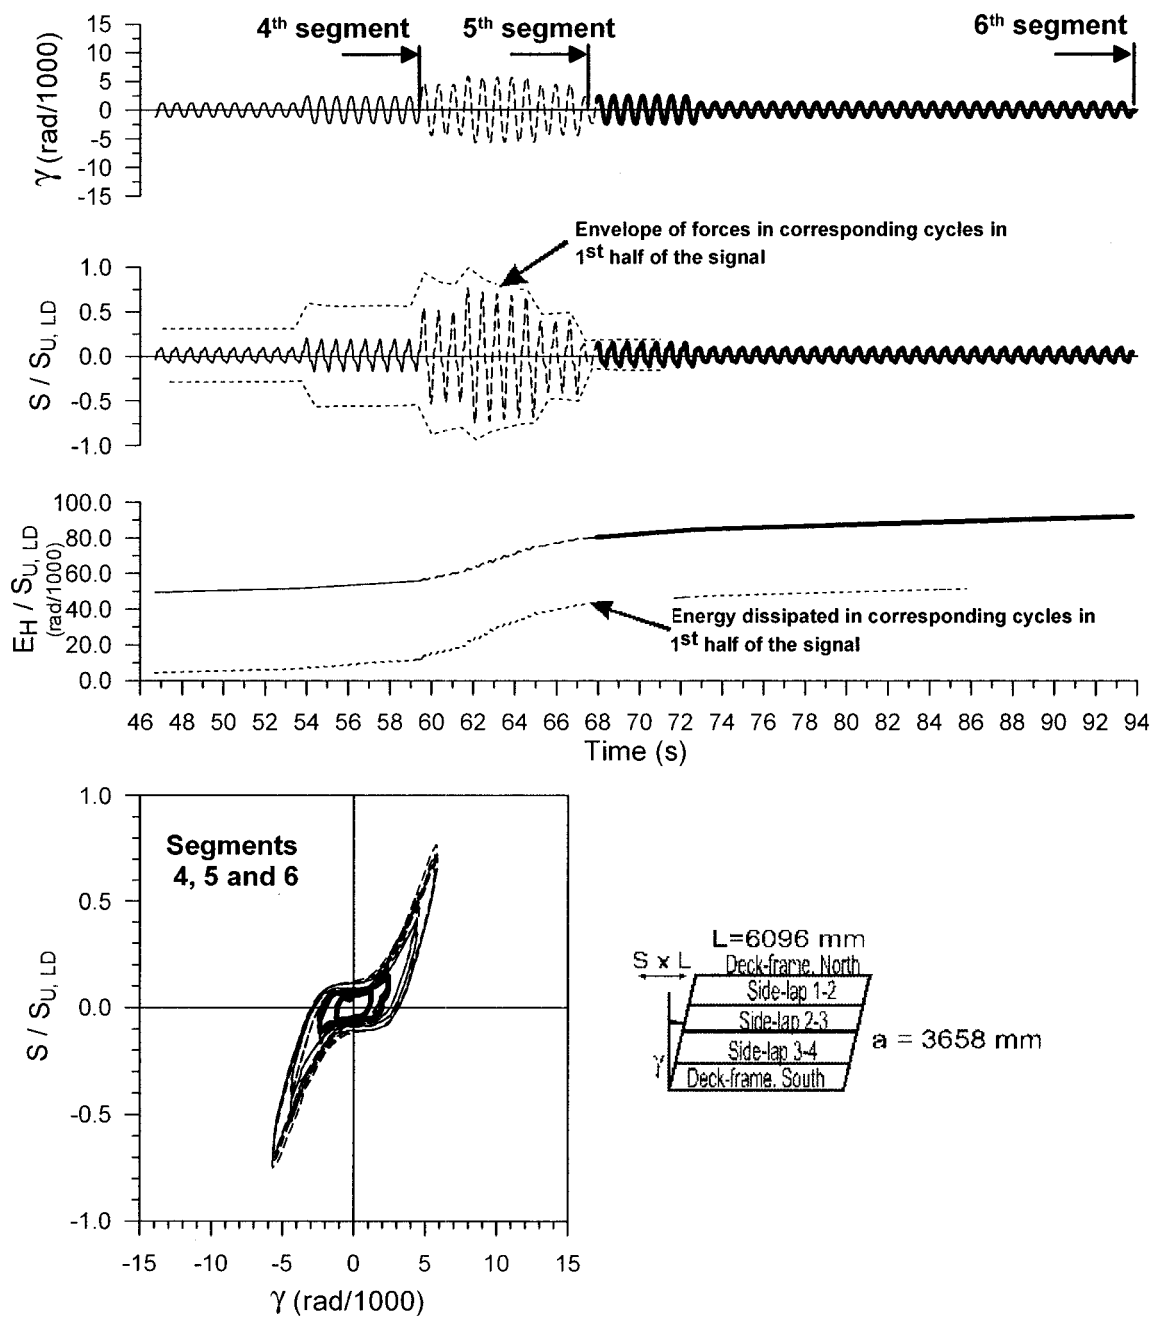 4th segment
5th segment
6th segment
15
10
5
0
-5
-10
-15
γ (rad/1000)
Envelope of forces in corresponding cycles in
1st half of the signal
1.0
0.5
0.0
-0.5
-1.0
S / SU, LD
100.0
80.0
60.0
40.0
20.0
0.0
EH / SU, LD
(rad/1000)
Energy dissipated in corresponding cycles in
1st half of the signal
46 48 50 52 54 56 58 60 62 64 66 68 70 72 74 76 78 80 82 84 86 88 90 92 94
Time (s)
1.0
0.5
0.0
-0.5
-1.0
S / SU, LD
Segments
4, 5 and 6
-15 -10 -5 0 5 10 15
γ (rad/1000)
L=6096 mm
S x L
Deck-frame, North
Side-lap 1-2
Side-lap 2-3
Side-lap 3-4
Deck-frame, South
γ
a = 3658 mm